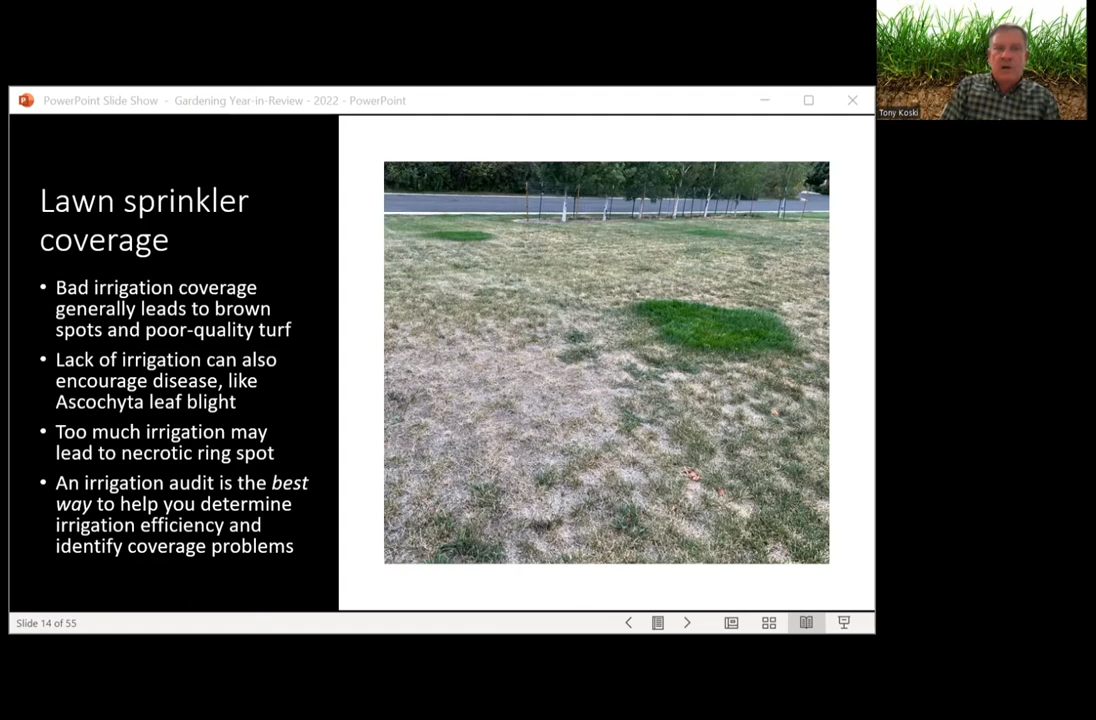 PowerPoint Slide Show - Gardening Year-in-Review - 2022 - PowerPoint
Tony Koski
Lawn sprinkler
coverage
• Bad irrigation coverage
generally leads to brown
spots and poor-quality turf
• Lack of irrigation can also
encourage disease, like
Ascochyta leaf blight
• Too much irrigation may
lead to necrotic ring spot
• An irrigation audit is the best
way to help you determine
irrigation efficiency and
identify coverage problems
Slide 14 of 55